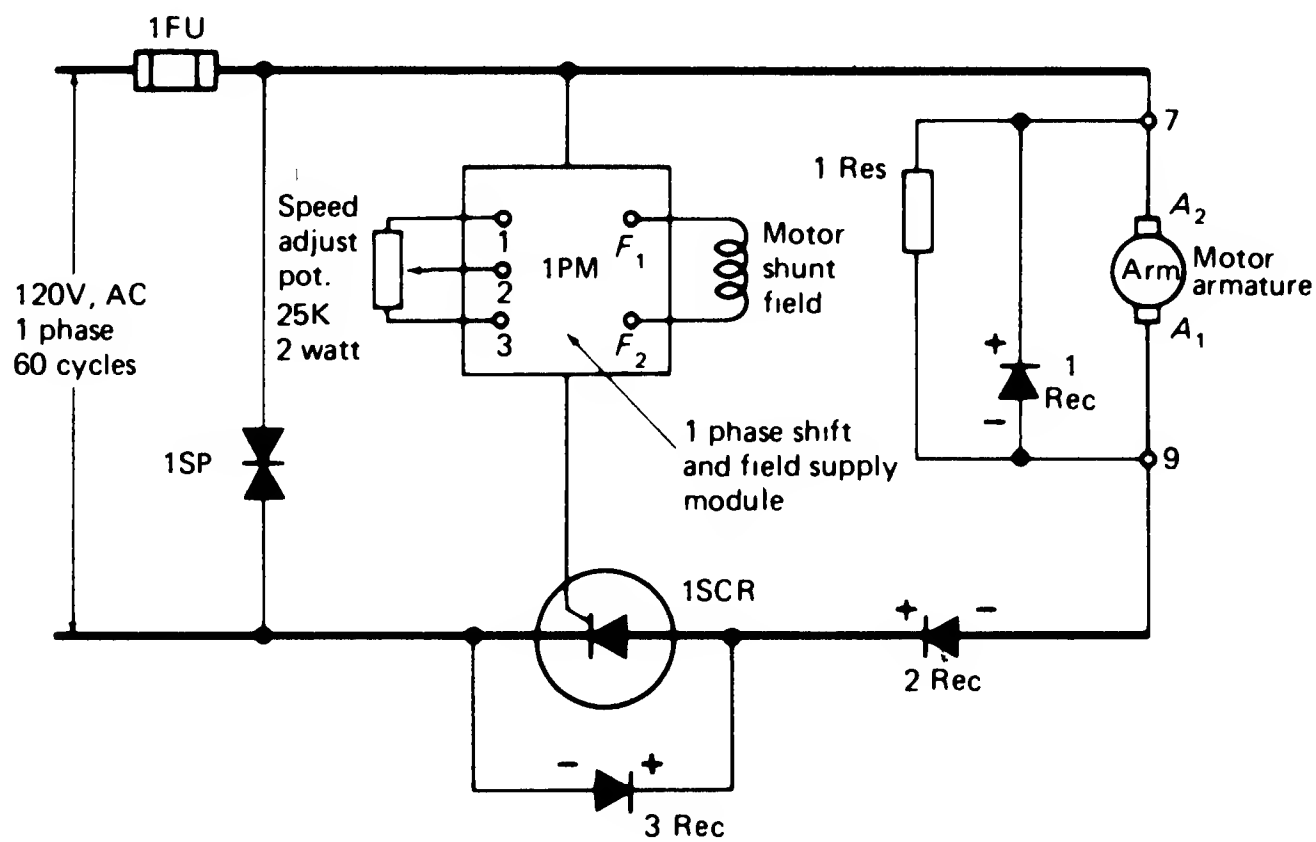 1FU
120V, AC
1 phase
60 cycles
1SP
Speed
adjust
pot.
25K
2 watt
1
2
3
1PM
F1
F2
Motor
shunt
field
1 phase shift
and field supply
module
1 Res
+
1
Rec
−
7
A2
Arm
Motor
armature
A1
9
1SCR
+ −
2 Rec
− +
3 Rec